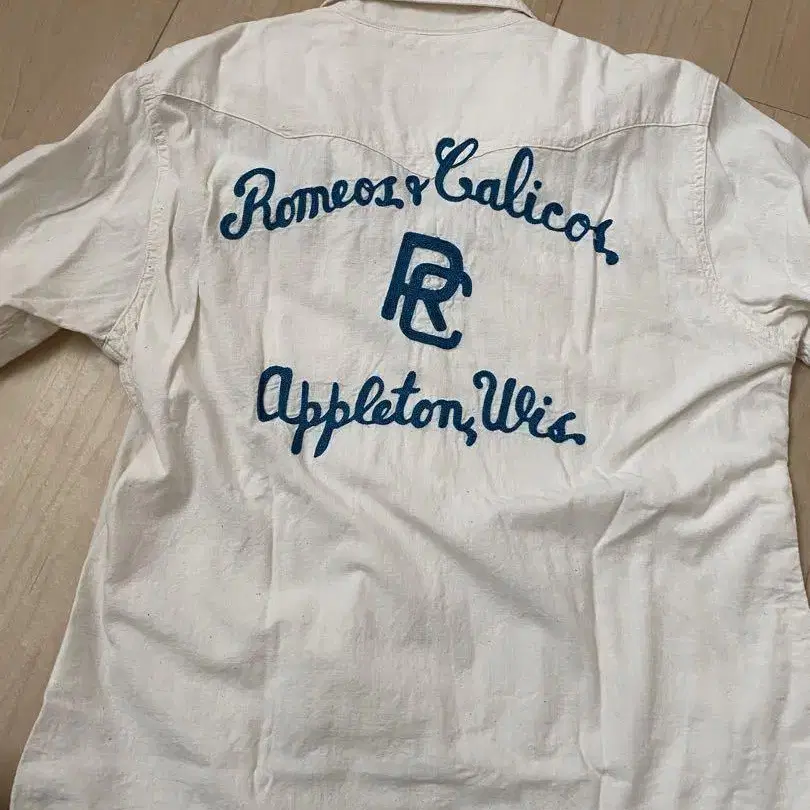 Romeos & Calicos
RC
Appleton, Wis.